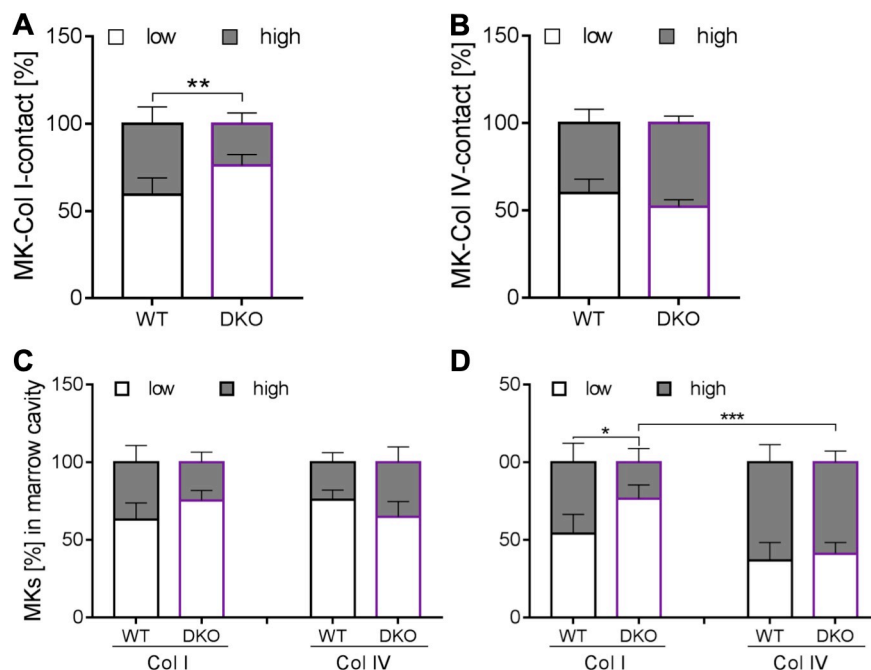 A
MK-Col I-contact [%]
150
100
50
0
low
high
**
WT
DKO
B
MK-Col IV-contact [%]
150
100
50
0
low
high
WT
DKO
C
MKs [%] in marrow cavity
150
100
50
0
low
high
WT
DKO
WT
DKO
Col I
Col IV
D
50
00
50
0
low
high
*
***
WT
DKO
WT
DKO
Col I
Col IV